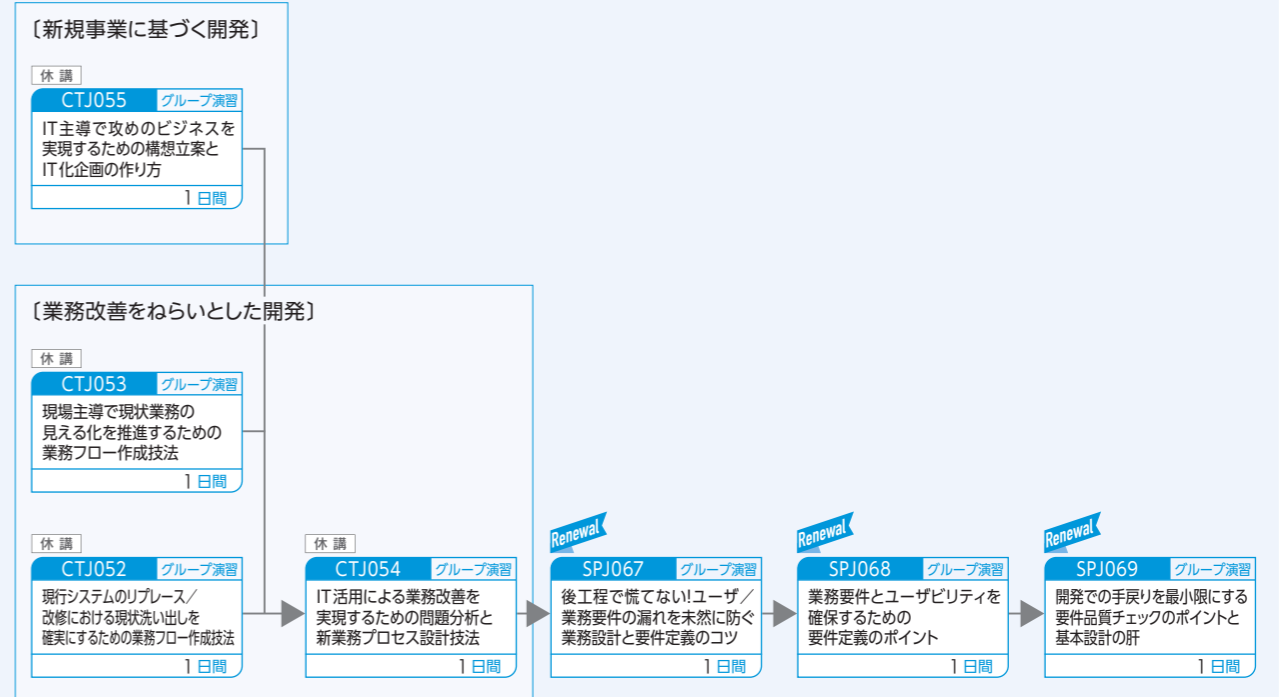 〔新規事業に基づく開発〕
休 講
CTJ055 グループ演習
IT主導で攻めのビジネスを
実現するための構想立案と
IT化企画の作り方
1 日間
〔業務改善をねらいとした開発〕
休 講
CTJ053 グループ演習
現場主導で現状業務の
見える化を推進するための
業務フロー作成技法
1 日間
休 講
CTJ052 グループ演習
現行システムのリプレース／
改修における現状洗い出しを
確実にするための業務フロー作成技法
1 日間
休 講
CTJ054 グループ演習
IT活用による業務改善を
実現するための問題分析と
新業務プロセス設計技法
1 日間
Renewal
SPJ067 グループ演習
後工程で慌てない!ユーザ／
業務要件の漏れを未然に防ぐ
業務設計と要件定義のコツ
1 日間
Renewal
SPJ068 グループ演習
業務要件とユーザビリティを
確保するための
要件定義のポイント
1 日間
Renewal
SPJ069 グループ演習
開発での手戻りを最小限にする
要件品質チェックのポイントと
基本設計の肝
1 日間